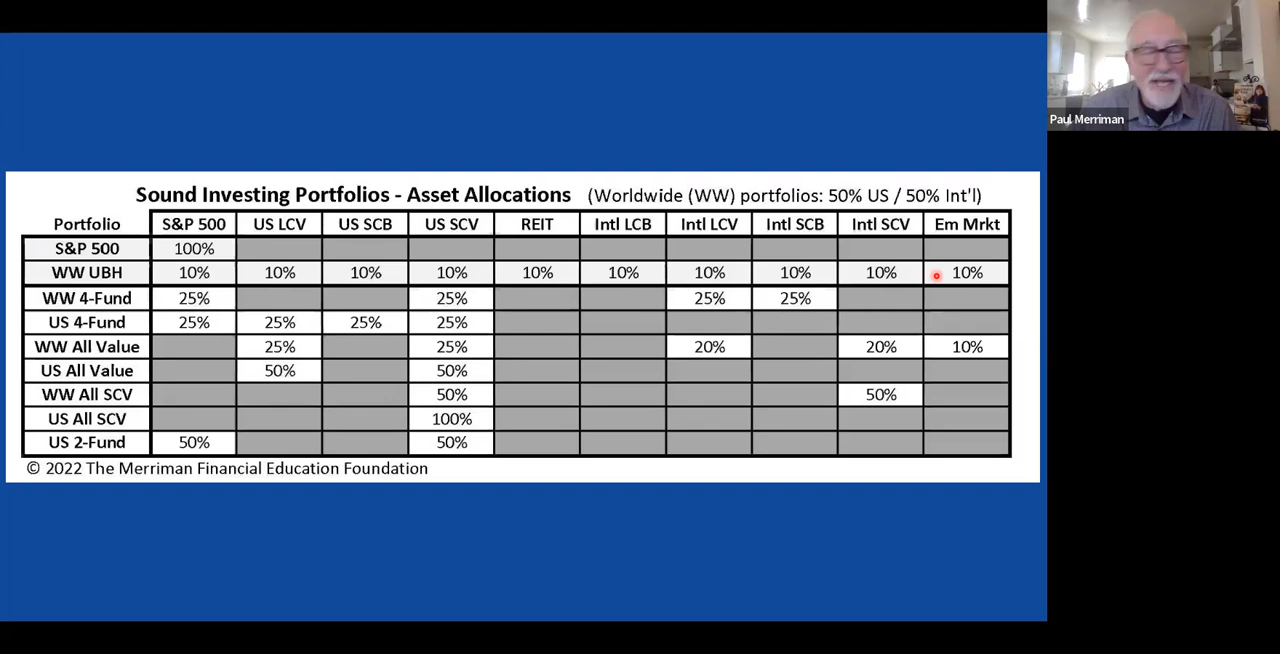 Sound Investing Portfolios - Asset Allocations (Worldwide (WW) portfolios: 50% US / 50% Int'l)
Portfolio S&P 500 US LCV US SCB US SCV REIT Intl LCB Intl LCV Intl SCB Intl SCV Em Mrkt
S&P 500 100%
WW UBH 10% 10% 10% 10% 10% 10% 10% 10% 10% 10%
WW 4-Fund 25% 25% 25% 25%
US 4-Fund 25% 25% 25% 25%
WW All Value 25% 25% 20% 20% 10%
US All Value 50% 50%
WW All SCV 50% 50%
US All SCV 100%
US 2-Fund 50% 50%
© 2022 The Merriman Financial Education Foundation
Paul Merriman